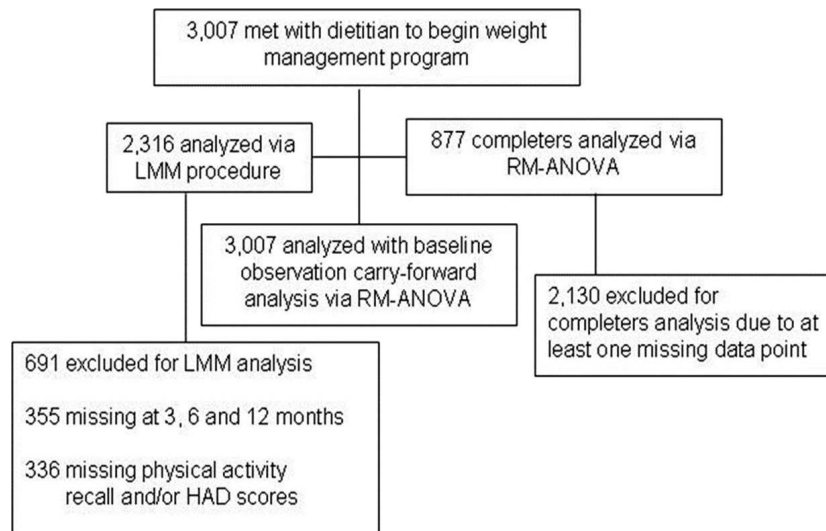 3,007 met with dietitian to begin weight
management program
2,316 analyzed via
LMM procedure
877 completers analyzed via
RM-ANOVA
3,007 analyzed with baseline
observation carry-forward
analysis via RM-ANOVA
2,130 excluded for
completers analysis due to at
least one missing data point
691 excluded for LMM analysis
355 missing at 3, 6 and 12 months
336 missing physical activity
recall and/or HAD scores